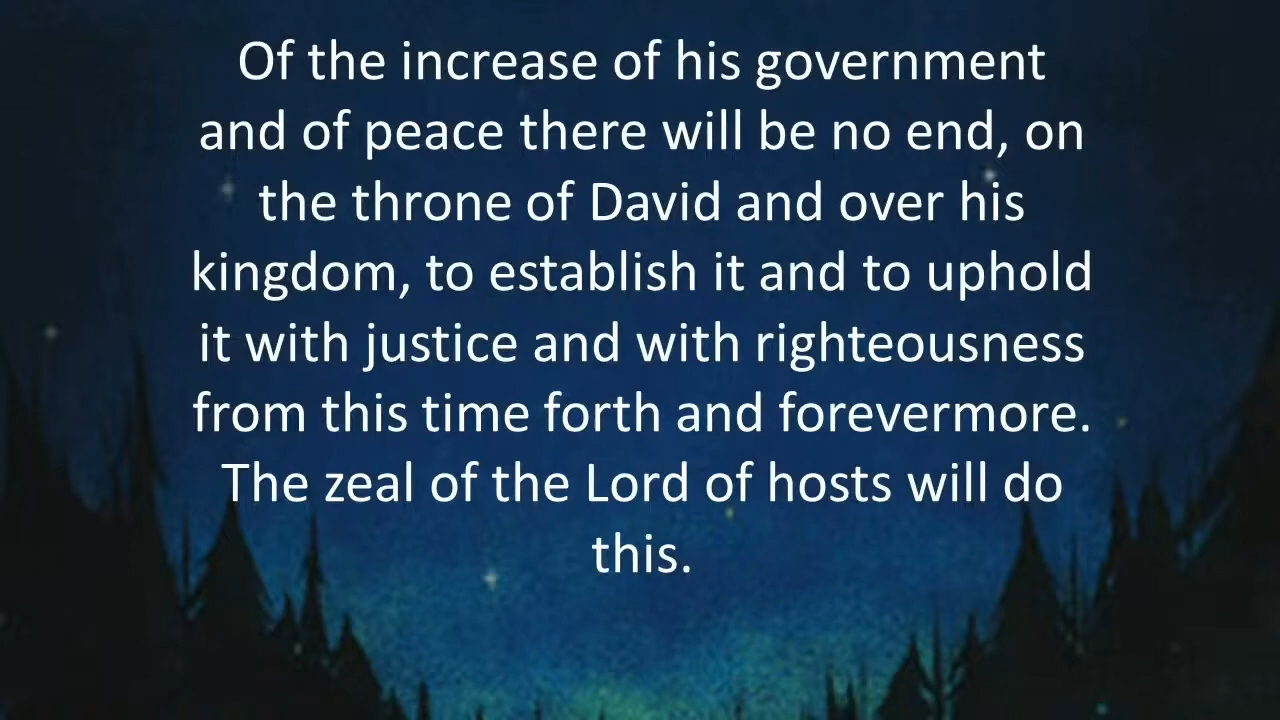 Of the increase of his government
and of peace there will be no end, on
the throne of David and over his
kingdom, to establish it and to uphold
it with justice and with righteousness
from this time forth and forevermore.
The zeal of the Lord of hosts will do
this.